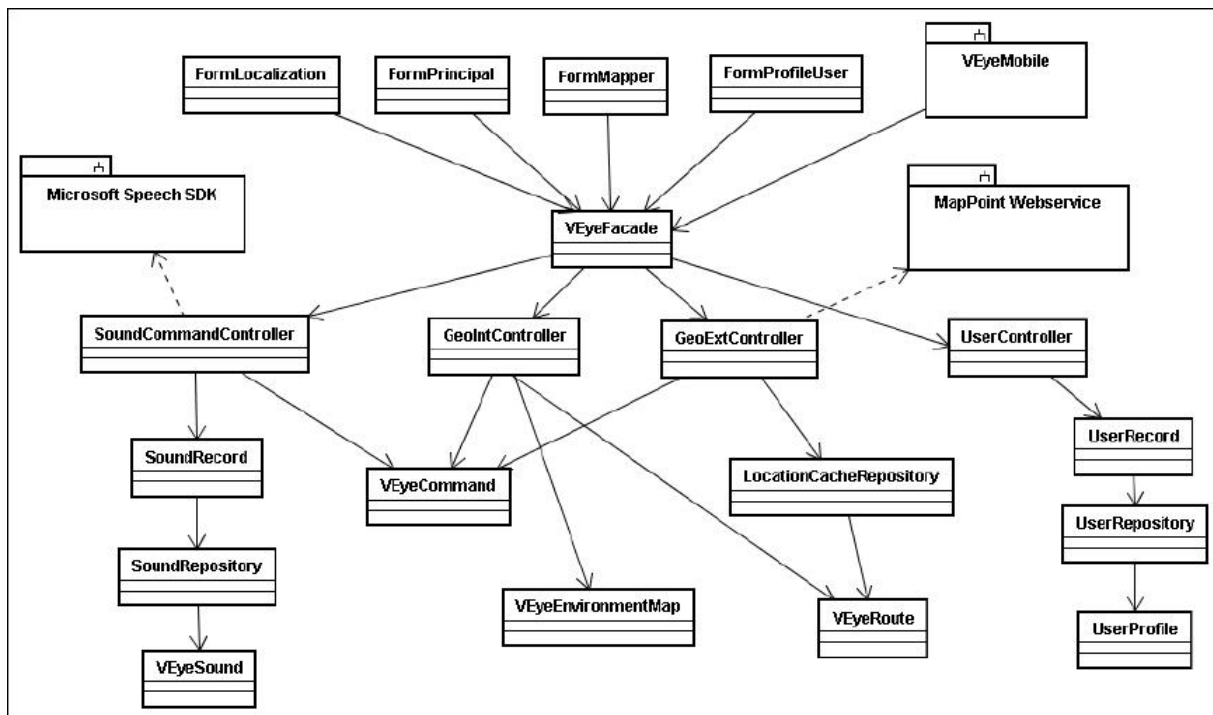 FormLocalization
FormPrincipal
FormMapper
FormProfileUser
VEyeMobile
Microsoft Speech SDK
VEyeFacade
MapPoint Webservice
SoundCommandController
GeoIntController
GeoExtController
UserController
SoundRecord
VEyeCommand
LocationCacheRepository
UserRecord
SoundRepository
UserRepository
VEyeEnvironmentMap
VEyeRoute
UserProfile
VEyeSound